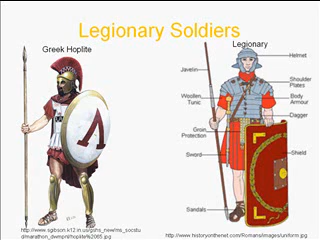 Legionary Soldiers
Greek Hoplite
Legionary
Helmet
Javelin
Shoulder
Plates
Woollen
Tunic
Body
Armour
Dagger
Groin
Protection
Sword
Shield
Sandals
Λ
http://www.historyonthenet.com/Romans/images/uniform.jpg